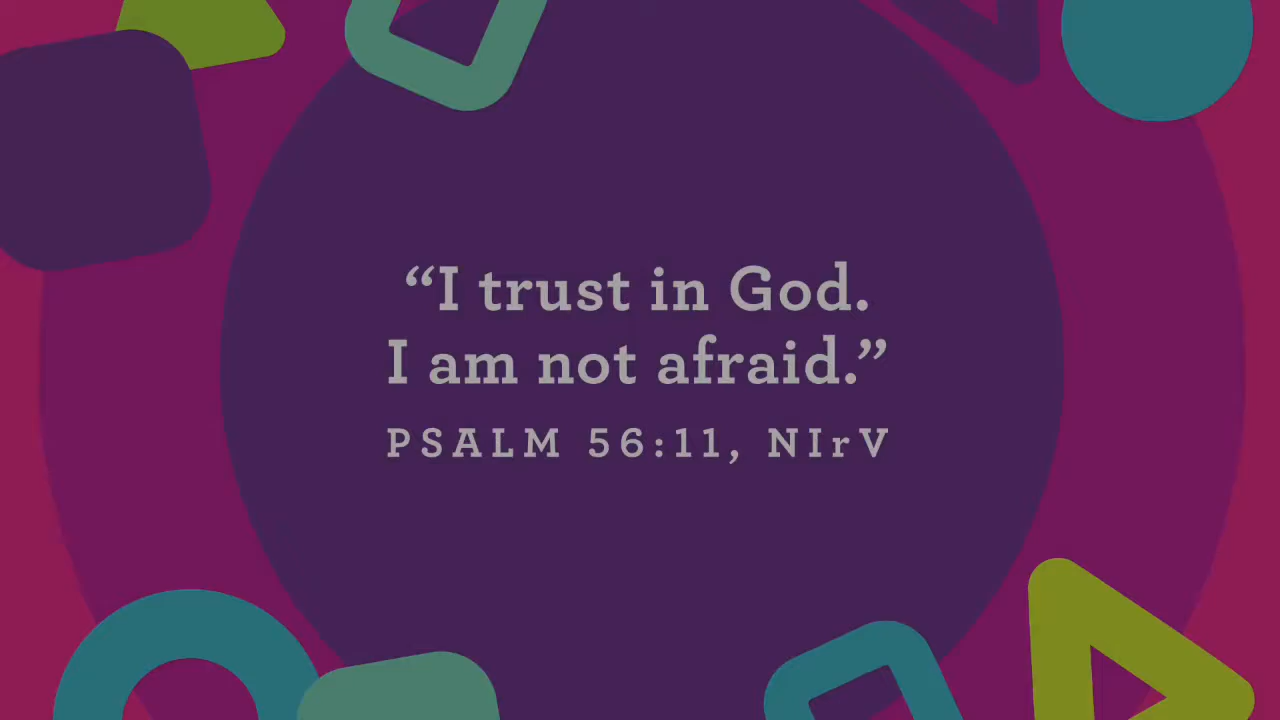 “I trust in God.
I am not afraid.”
PSALM 56:11, NIrV